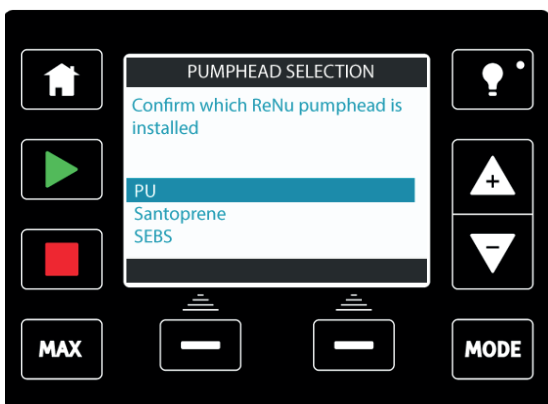 PUMPHEAD SELECTION
Confirm which ReNu pumphead is
installed
PU
Santoprene
SEBS
+
−
MAX
MODE